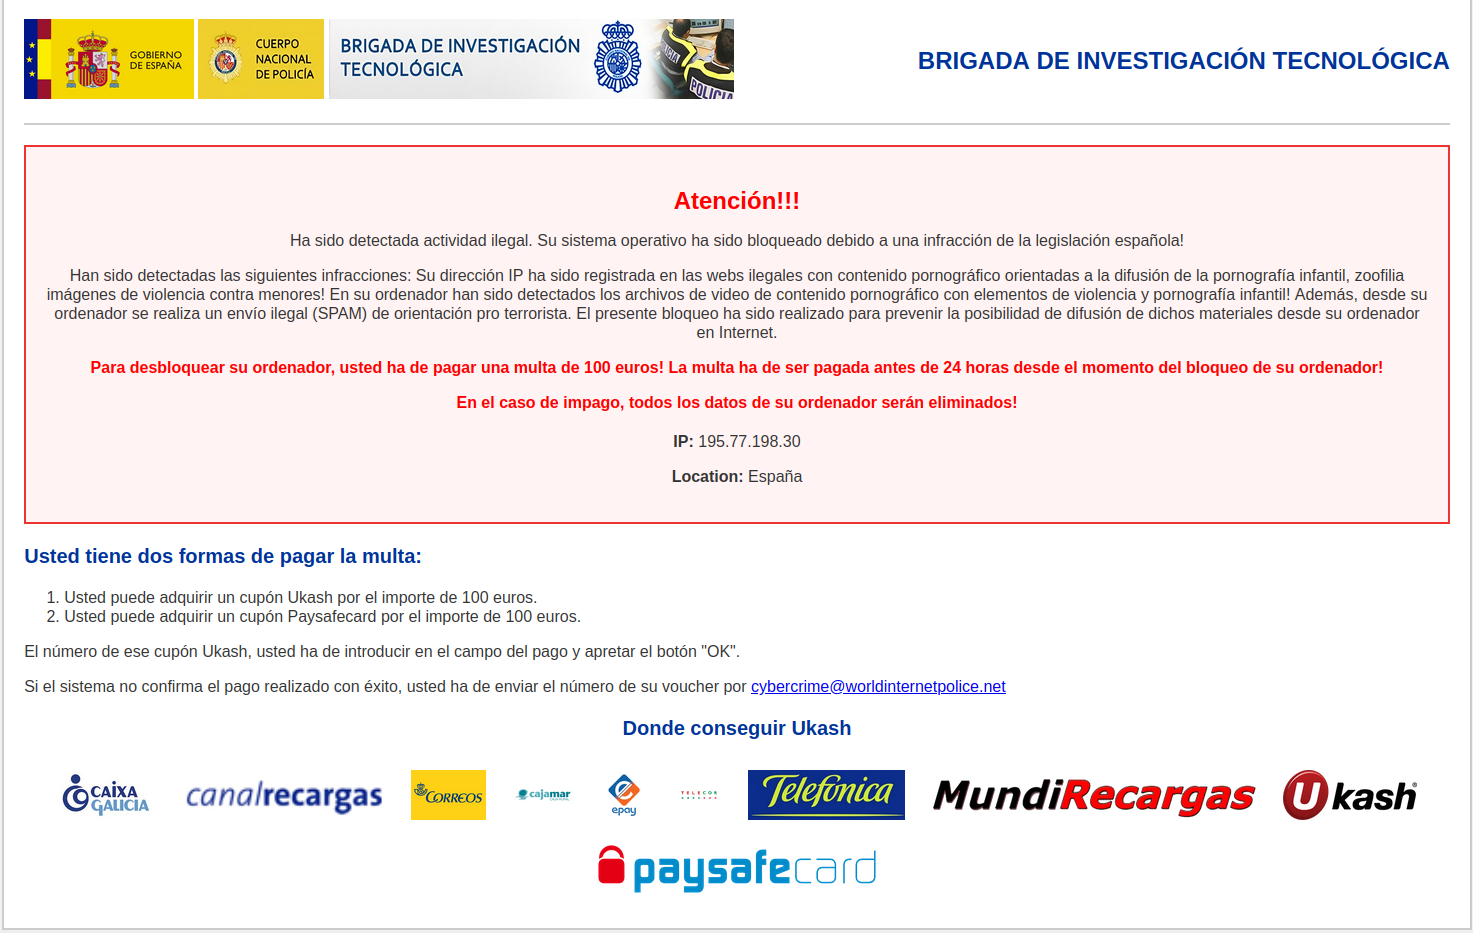 GOBIERNO
DE ESPAÑA
CUERPO
NACIONAL
DE POLICÍA
BRIGADA DE INVESTIGACIÓN
TECNOLÓGICA
POLICIA
BRIGADA DE INVESTIGACIÓN TECNOLÓGICA
Atención!!!
Ha sido detectada actividad ilegal. Su sistema operativo ha sido bloqueado debido a una infracción de la legislación española!
Han sido detectadas las siguientes infracciones: Su dirección IP ha sido registrada en las webs ilegales con contenido pornográfico orientadas a la difusión de la pornografía infantil, zoofilia
imágenes de violencia contra menores! En su ordenador han sido detectados los archivos de video de contenido pornográfico con elementos de violencia y pornografía infantil! Además, desde su
ordenador se realiza un envío ilegal (SPAM) de orientación pro terrorista. El presente bloqueo ha sido realizado para prevenir la posibilidad de difusión de dichos materiales desde su ordenador
en Internet.
Para desbloquear su ordenador, usted ha de pagar una multa de 100 euros! La multa ha de ser pagada antes de 24 horas desde el momento del bloqueo de su ordenador!
En el caso de impago, todos los datos de su ordenador serán eliminados!
IP: 195.77.198.30
Location: España
Usted tiene dos formas de pagar la multa:
1. Usted puede adquirir un cupón Ukash por el importe de 100 euros.
2. Usted puede adquirir un cupón Paysafecard por el importe de 100 euros.
El número de ese cupón Ukash, usted ha de introducir en el campo del pago y apretar el botón "OK".
Si el sistema no confirma el pago realizado con éxito, usted ha de enviar el número de su voucher por cybercrime@worldinternetpolice.net
Donde conseguir Ukash
CAIXA
GALICIA
canalrecargas
CORREOS
cajamar
epay
TELECOR
Telefónica
MundiRecargas
Ukash
paysafecard